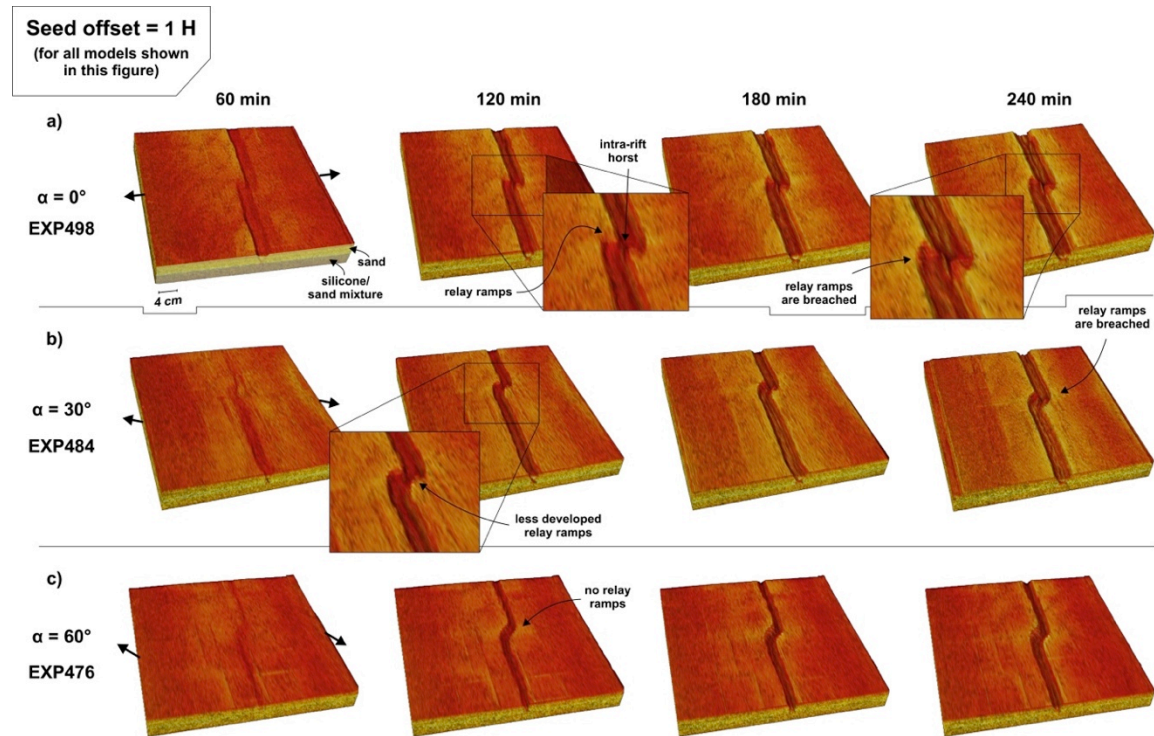 Seed offset = 1 H
(for all models shown
in this figure)
60 min
120 min
180 min
240 min
a)
α = 0°
EXP498
sand
silicone/
sand mixture
4 cm
intra-rift
horst
relay ramps
relay ramps
are breached
b)
α = 30°
EXP484
less developed
relay ramps
relay ramps
are breached
c)
α = 60°
EXP476
no relay
ramps